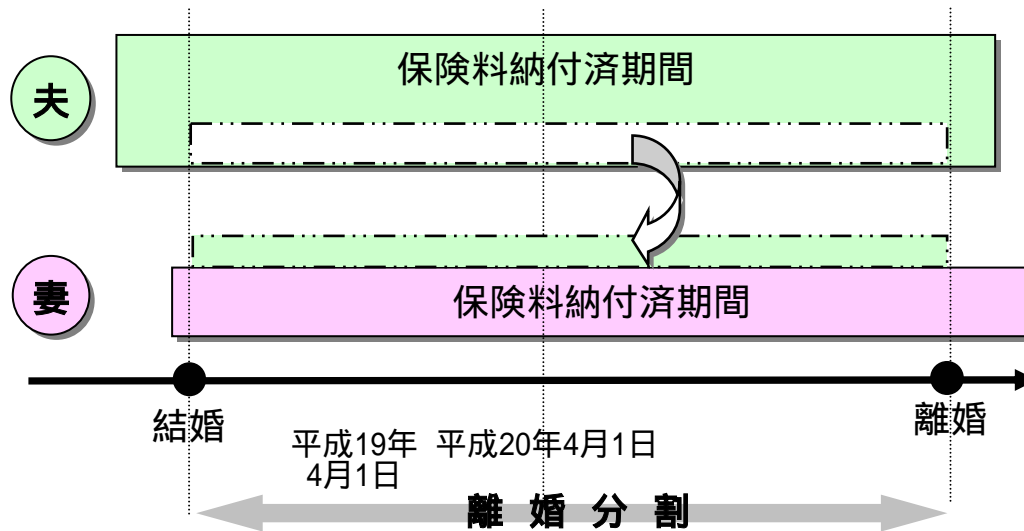 保険料納付済期間
夫
妻
保険料納付済期間
結婚
離婚
平成19年
4月1日
平成20年4月1日
離婚分割